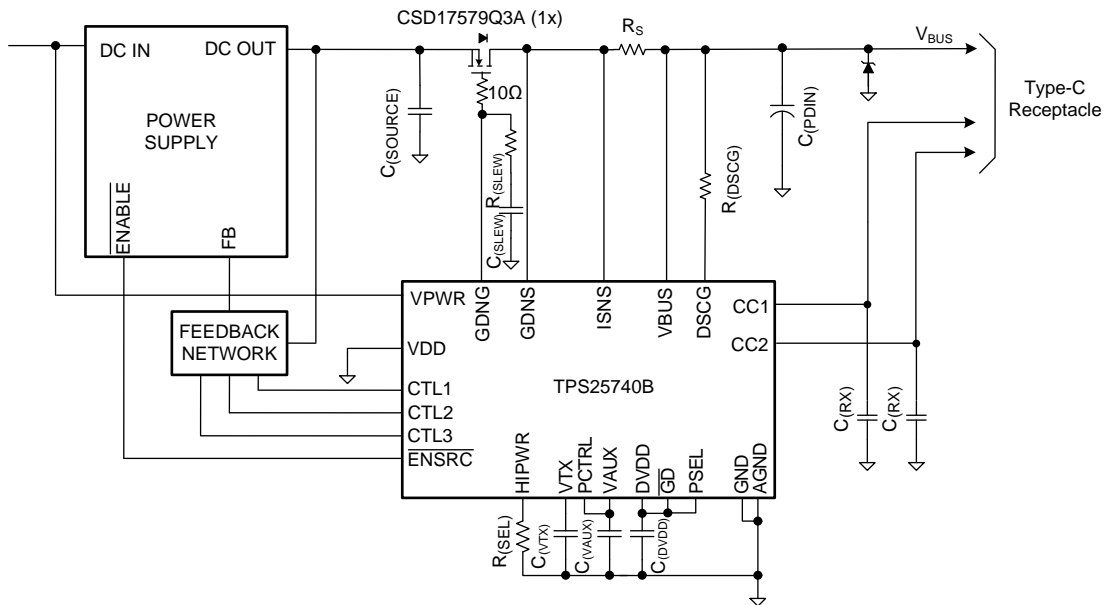 CSD17579Q3A (1x)
DC IN
DC OUT
POWER
SUPPLY
ENABLE
FB
RS
VBUS
Type-C
Receptacle
10Ω
C(SOURCE)
R(SLEW)
C(SLEW)
R(DSCG)
C(PDIN)
FEEDBACK
NETWORK
VPWR
VDD
CTL1
CTL2
CTL3
ENSRC
GDNG
GDNS
ISNS
VBUS
DSCG
CC1
CC2
TPS25740B
HIPWR
VTX
PCTRL
VAUX
DVDD
GD
PSEL
GND
AGND
R(SEL)
C(VTX)
C(VAUX)
C(DVDD)
C(RX)
C(RX)